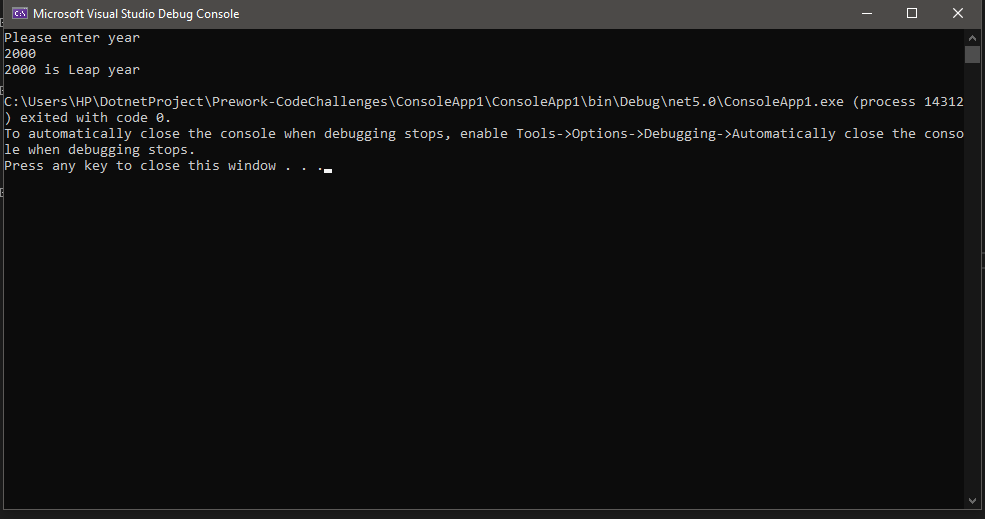 Microsoft Visual Studio Debug Console
Please enter year
2000
2000 is Leap year
C:\Users\HP\DotnetProject\Prework-CodeChallenges\ConsoleApp1\ConsoleApp1\bin\Debug\net5.0\ConsoleApp1.exe (process 14312
) exited with code 0.
To automatically close the console when debugging stops, enable Tools->Options->Debugging->Automatically close the conso
le when debugging stops.
Press any key to close this window . . .